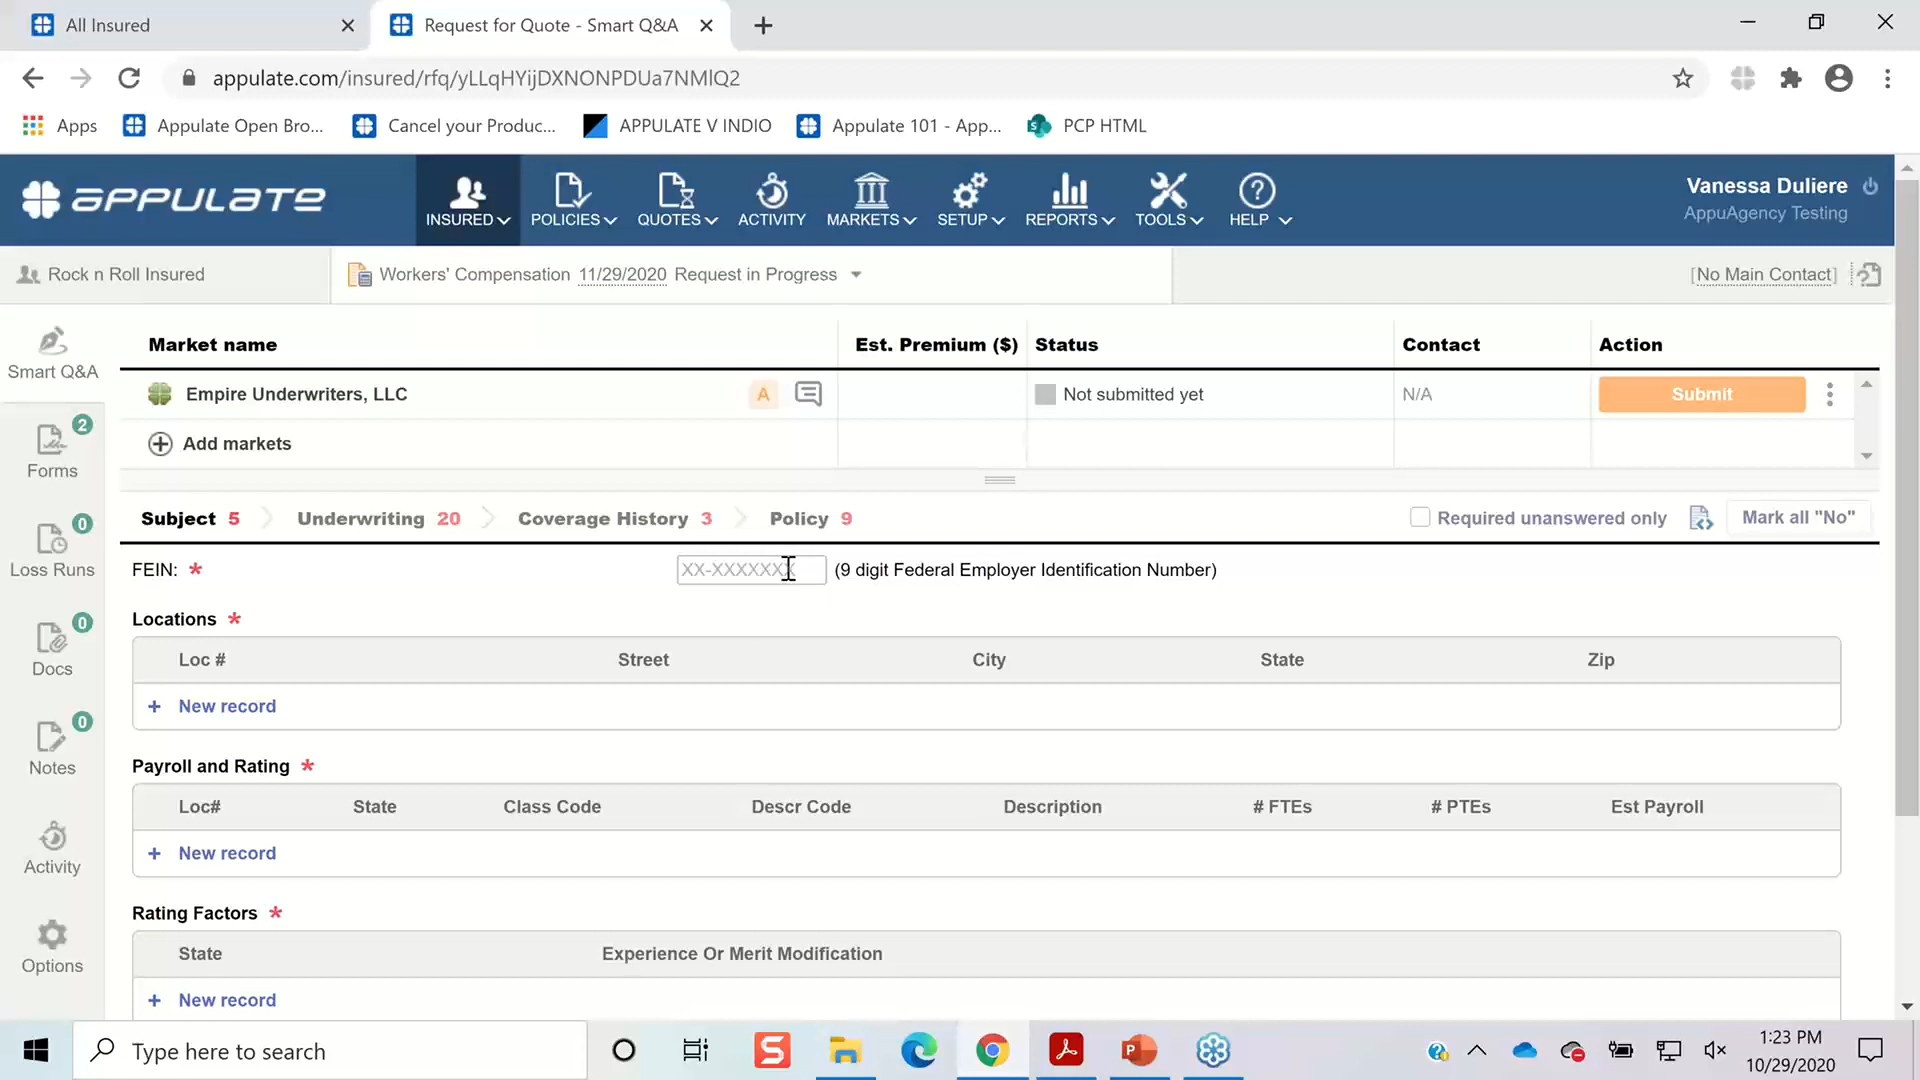 All Insured
Request for Quote - Smart Q&A
appulate.com/insured/rfq/yLLqHYijDXNONPDUa7NMlQ2
Apps
Appulate Open Bro...
Cancel your Produc...
APPULATE V INDIO
Appulate 101 - App...
PCP HTML
APPULATE
INSURED
POLICIES
QUOTES
ACTIVITY
MARKETS
SETUP
REPORTS
TOOLS
HELP
Vanessa Duliere
AppuAgency Testing
Rock n Roll Insured
Workers' Compensation 11/29/2020 Request in Progress
[No Main Contact]
Smart Q&A
Forms 2
Loss Runs 0
Docs 0
Notes 0
Activity
Options
Market name Est. Premium ($) Status Contact Action
Empire Underwriters, LLC A Not submitted yet N/A Submit
Add markets
Subject 5 Underwriting 20 Coverage History 3 Policy 9 Required unanswered only Mark all "No"
FEIN: * XX-XXXXXXX (9 digit Federal Employer Identification Number)
Locations *
Loc # Street City State Zip
+ New record
Payroll and Rating *
Loc# State Class Code Descr Code Description # FTEs # PTEs Est Payroll
+ New record
Rating Factors *
State Experience Or Merit Modification
+ New record
Type here to search
1:23 PM
10/29/2020